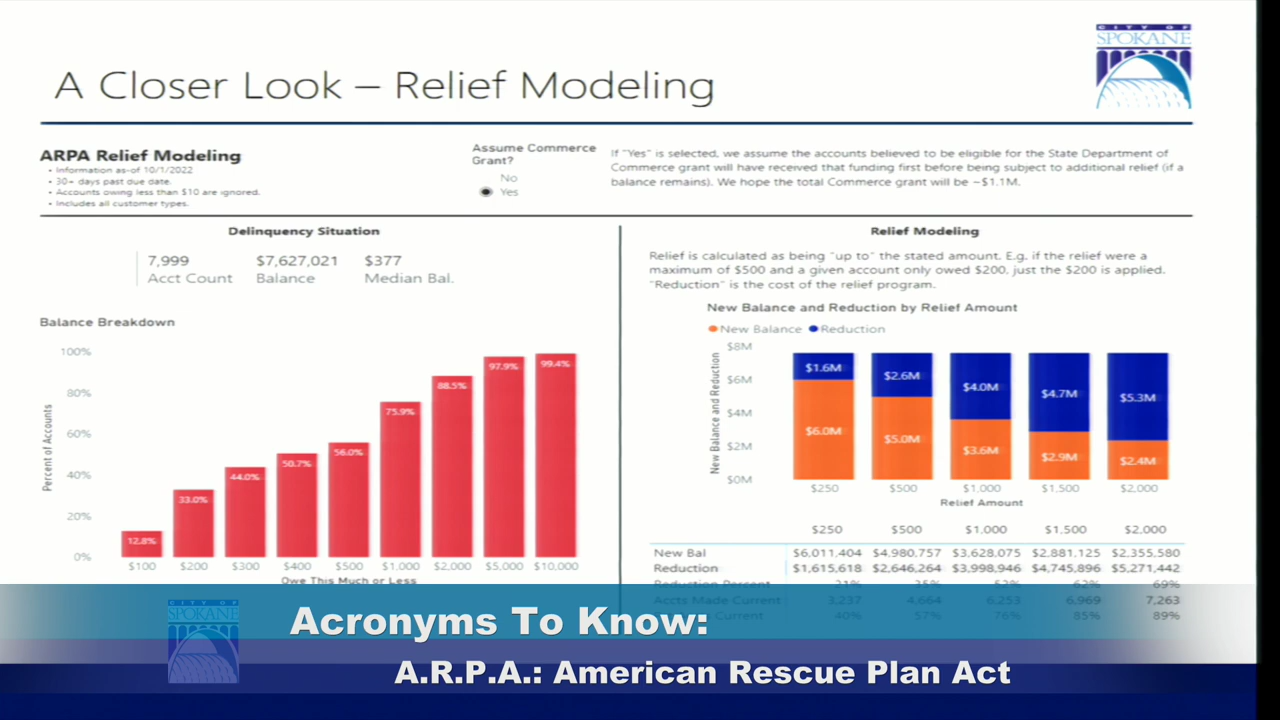 CITY OF
SPOKANE
A Closer Look – Relief Modeling
ARPA Relief Modeling
• Information as-of 10/1/2022
• 30+ days past due date.
• Accounts owing less than $10 are ignored.
• Includes all customer types.
Assume Commerce
Grant?
No
Yes
If "Yes" is selected, we assume the accounts believed to be eligible for the State Department of
Commerce grant will have received that funding first before being subject to additional relief (if a
balance remains). We hope the total Commerce grant will be ~$1.1M.
Delinquency Situation
7,999 $7,627,021 $377
Acct Count Balance Median Bal.
Balance Breakdown
Percent of Accounts
100%
80%
60%
40%
20%
0%
12.8% 33.0% 44.0% 50.7% 56.0% 75.9% 88.5% 97.9% 99.4%
$100 $200 $300 $400 $500 $1,000 $2,000 $5,000 $10,000
Owe This Much or Less
Relief Modeling
Relief is calculated as being "up to" the stated amount. E.g. if the relief were a
maximum of $500 and a given account only owed $200, just the $200 is applied.
"Reduction" is the cost of the relief program.
New Balance and Reduction by Relief Amount
New Balance Reduction
New Balance and Reduction
$8M
$6M
$4M
$2M
$0M
$1.6M $2.6M $4.0M $4.7M $5.3M
$6.0M $5.0M $3.6M $2.9M $2.4M
$250 $500 $1,000 $1,500 $2,000
Relief Amount
$250 $500 $1,000 $1,500 $2,000
New Bal $6,011,404 $4,980,757 $3,628,075 $2,881,125 $2,355,580
Reduction $1,615,618 $2,646,264 $3,998,946 $4,745,896 $5,271,442
Reduction Percent 21% 35% 52% 62% 69%
Accts Made Current 3,237 4,664 6,253 6,969 7,263
Current 40% 57% 76% 85% 89%
CITY OF
SPOKANE
Acronyms To Know:
A.R.P.A.: American Rescue Plan Act